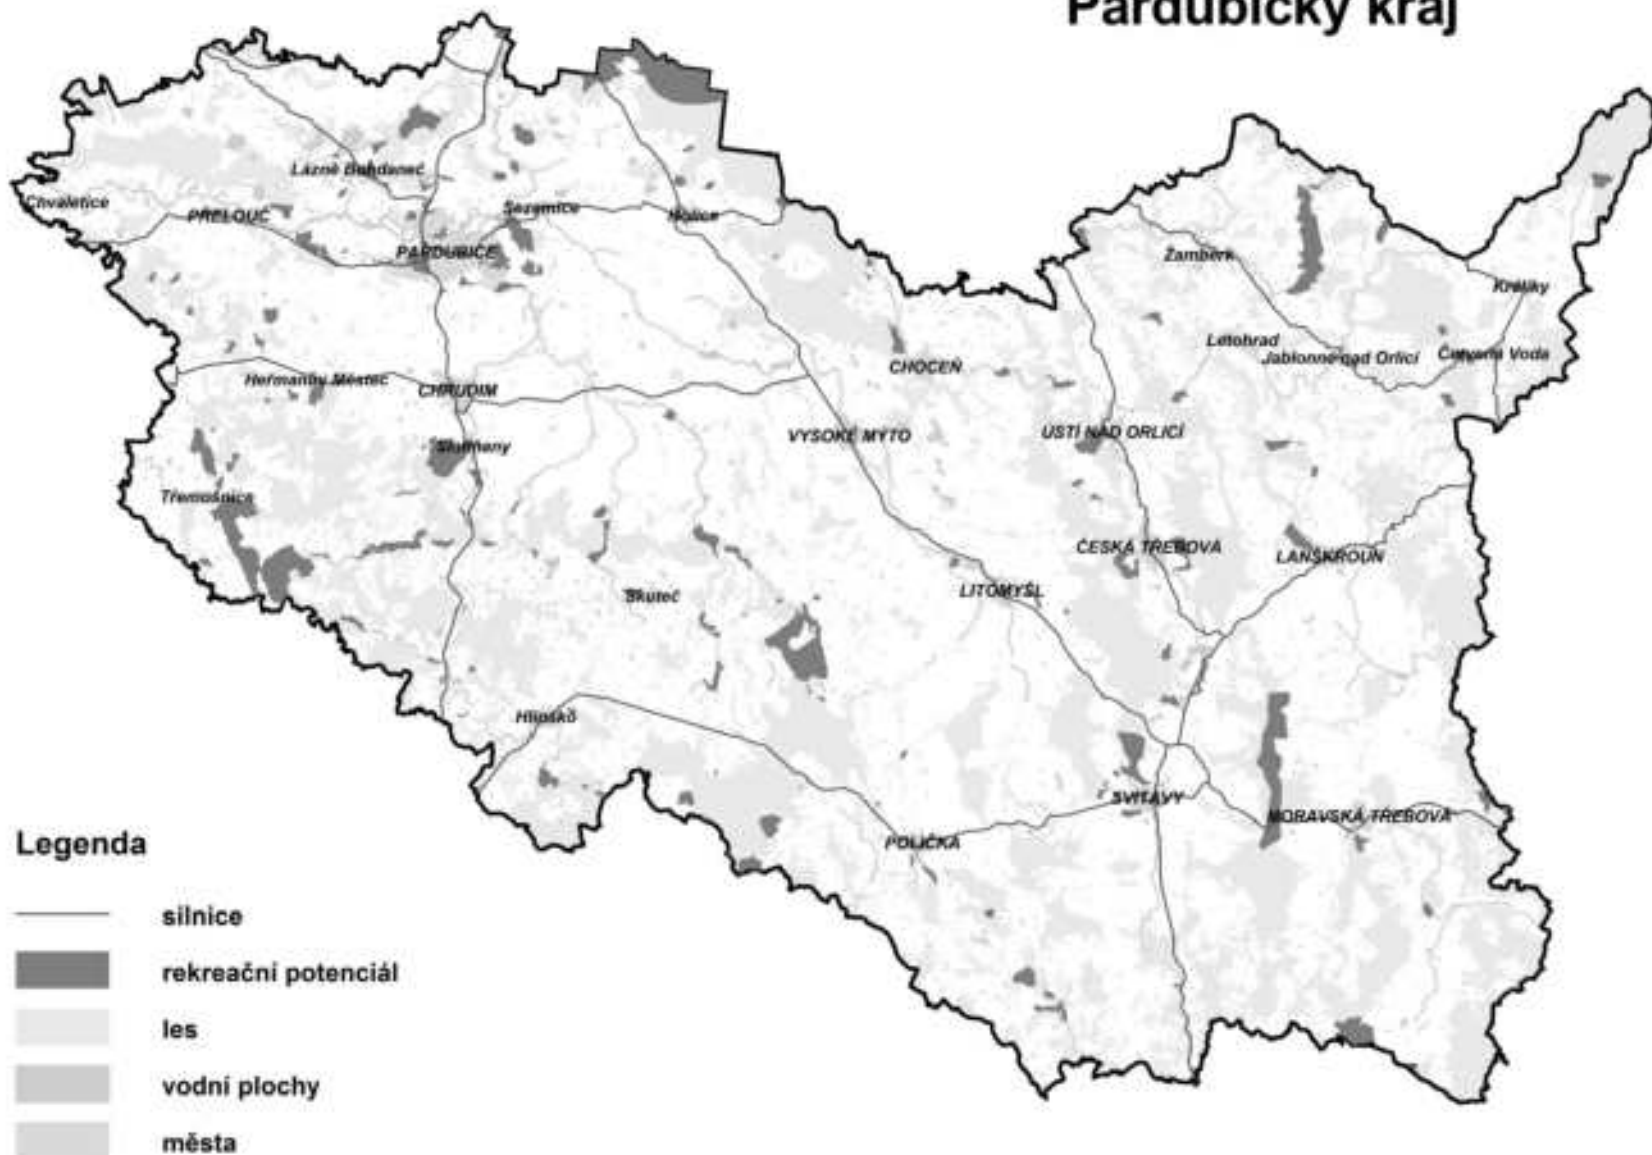 Pardubický kraj
Lázně Bohdaneč
Chvaletice
PŘELOUČ
Sezemice
Holice
PARDUBICE
Žamberk
Králíky
Letohrad
Jablonné nad Orlicí
Červená Voda
CHOCEŇ
Heřmanův Městec
CHRUDIM
VYSOKÉ MÝTO
ÚSTÍ NAD ORLICÍ
Slatiňany
Třemošnice
ČESKÁ TŘEBOVÁ
LANŠKROUN
LITOMYŠL
Skuteč
Hlinsko
SVITAVY
MORAVSKÁ TŘEBOVÁ
POLIČKA
Legenda
silnice
rekreační potenciál
les
vodní plochy
města